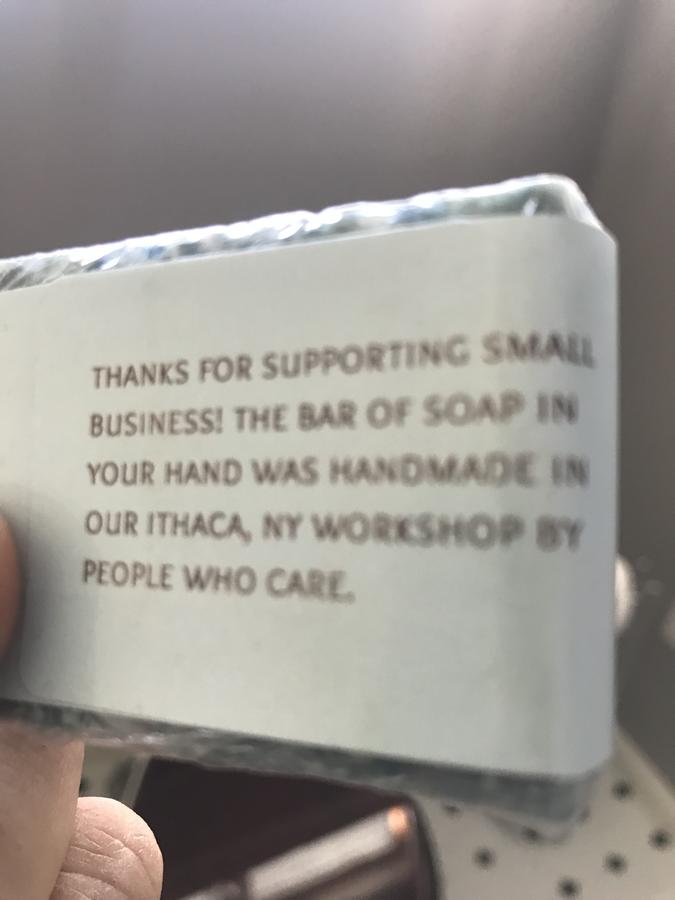 THANKS FOR SUPPORTING SMALL
BUSINESS! THE BAR OF SOAP IN
YOUR HAND WAS HANDMADE IN
OUR ITHACA, NY WORKSHOP BY
PEOPLE WHO CARE.